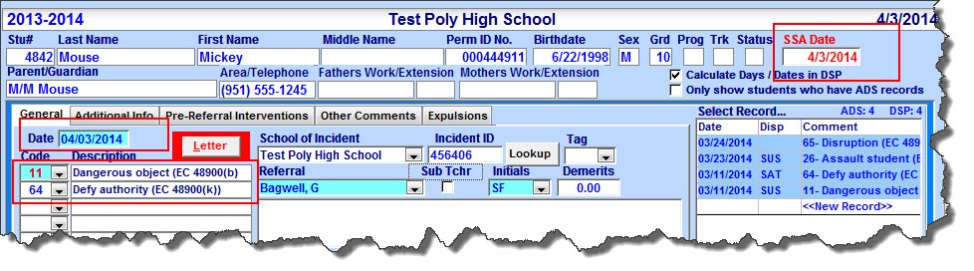 2013-2014 Test Poly High School 4/3/2014
Stu# Last Name First Name Middle Name Perm ID No. Birthdate Sex Grd Prog Trk Status SSA Date
4842 Mouse Mickey 000444911 6/22/1998 M 10 4/3/2014
Parent/Guardian Area/Telephone Fathers Work/Extension Mothers Work/Extension Calculate Days / Dates in DSP
M/M Mouse (951) 555-1245 Only show students who have ADS records
General Additional Info Pre-Referral Interventions Other Comments Expulsions Select Record... ADS: 4 DSP: 4
Date Disp Comment
Date 04/03/2014 Letter School of Incident Incident ID Tag 03/24/2014 65- Disruption (EC 489
Code Description Test Poly High School 456406 Lookup 03/23/2014 SUS 26- Assault student (E
11 Dangerous object (EC 48900(b) Referral Sub Tchr Initials Demerits 03/11/2014 SAT 64- Defy authority (EC
64 Defy authority (EC 48900(k)) Bagwell, G SF 0.00 03/11/2014 SUS 11- Dangerous object
<<New Record>>